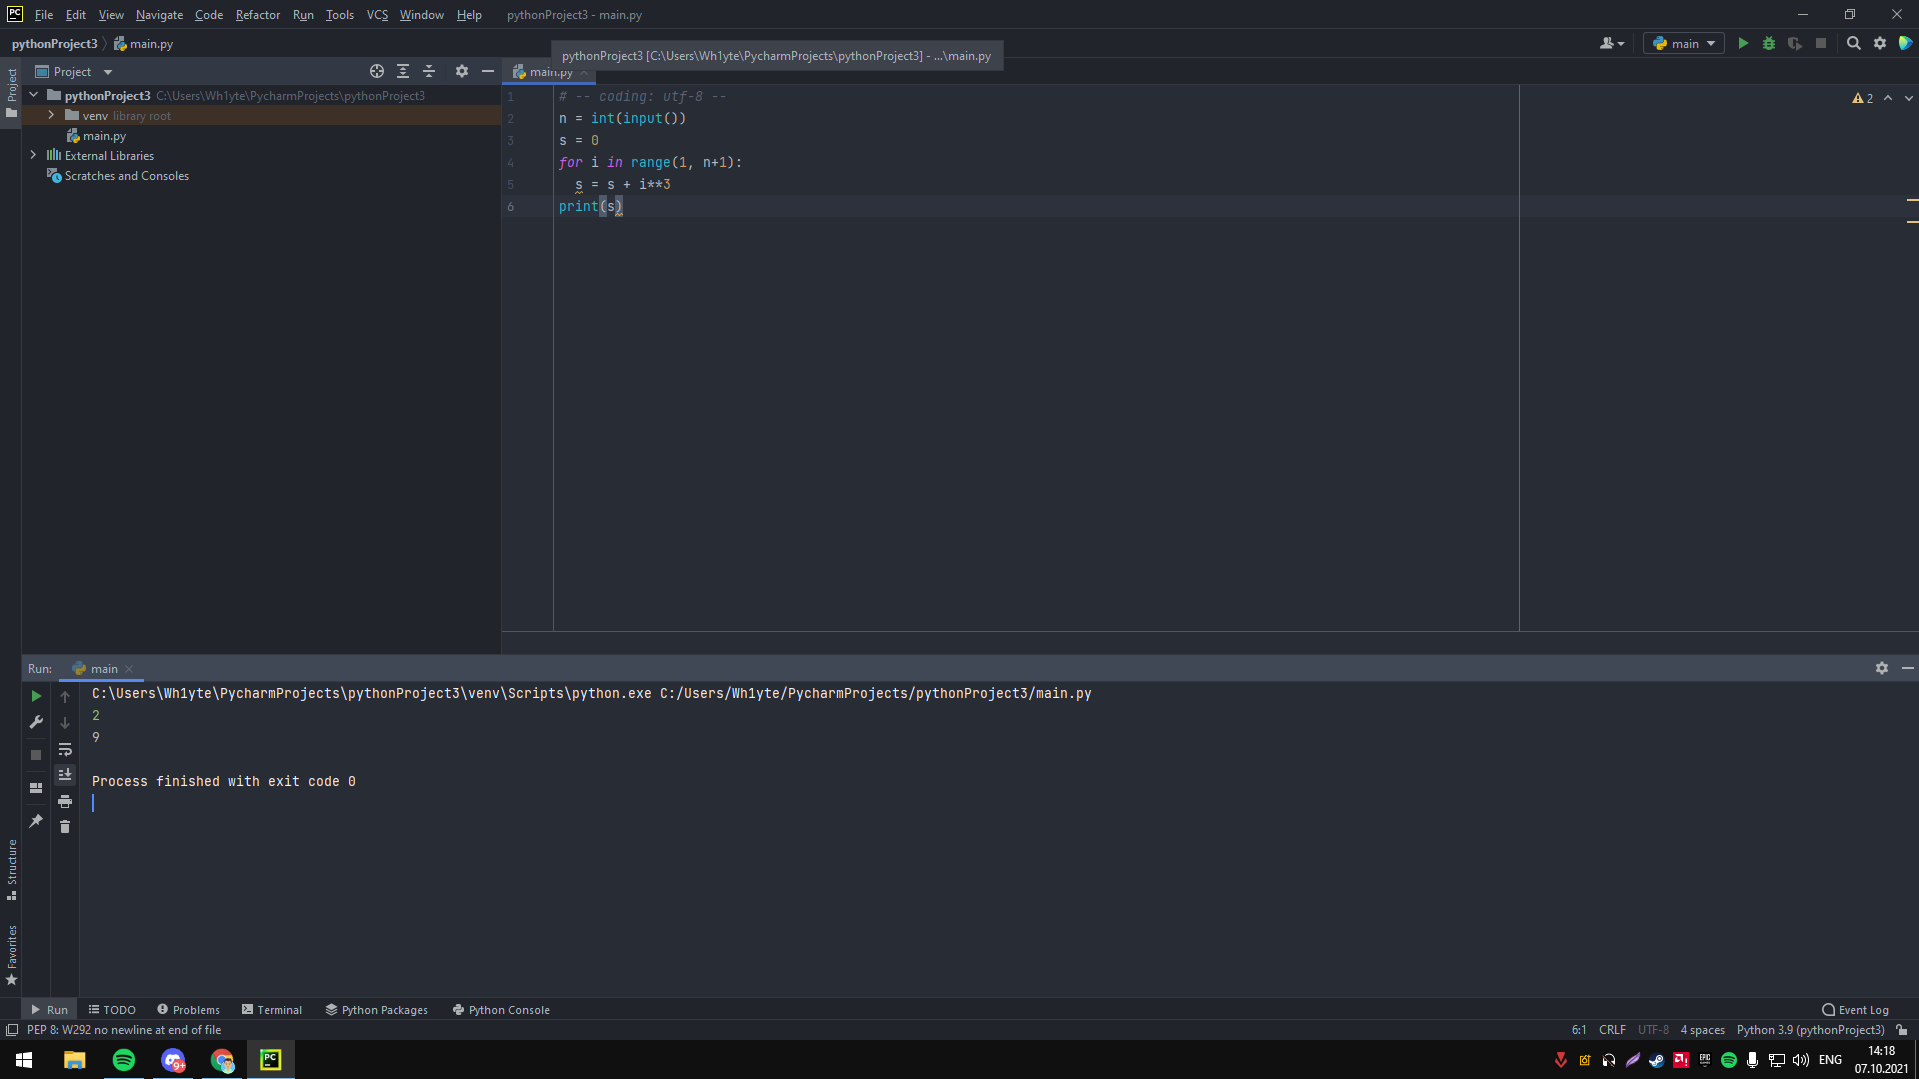 PC File Edit View Navigate Code Refactor Run Tools VCS Window Help pythonProject3 - main.py
pythonProject3 main.py
main
pythonProject3 [C:\Users\Wh1yte\PycharmProjects\pythonProject3] - ...\main.py
Project
Project
main.py
pythonProject3 C:\Users\Wh1yte\PycharmProjects\pythonProject3
venv library root
main.py
External Libraries
Scratches and Consoles
1 # -- coding: utf-8 --
2 n = int(input())
3 s = 0
4 for i in range(1, n+1):
5 s = s + i**3
6 print(s)
2
Run: main
C:\Users\Wh1yte\PycharmProjects\pythonProject3\venv\Scripts\python.exe C:/Users/Wh1yte/PycharmProjects/pythonProject3/main.py
2
9
Process finished with exit code 0
Structure
Favorites
Run TODO Problems Terminal Python Packages Python Console Event Log
PEP 8: W292 no newline at end of file 6:1 CRLF UTF-8 4 spaces Python 3.9 (pythonProject3)
9+ PC EPIC ENG 14:18
07.10.2021